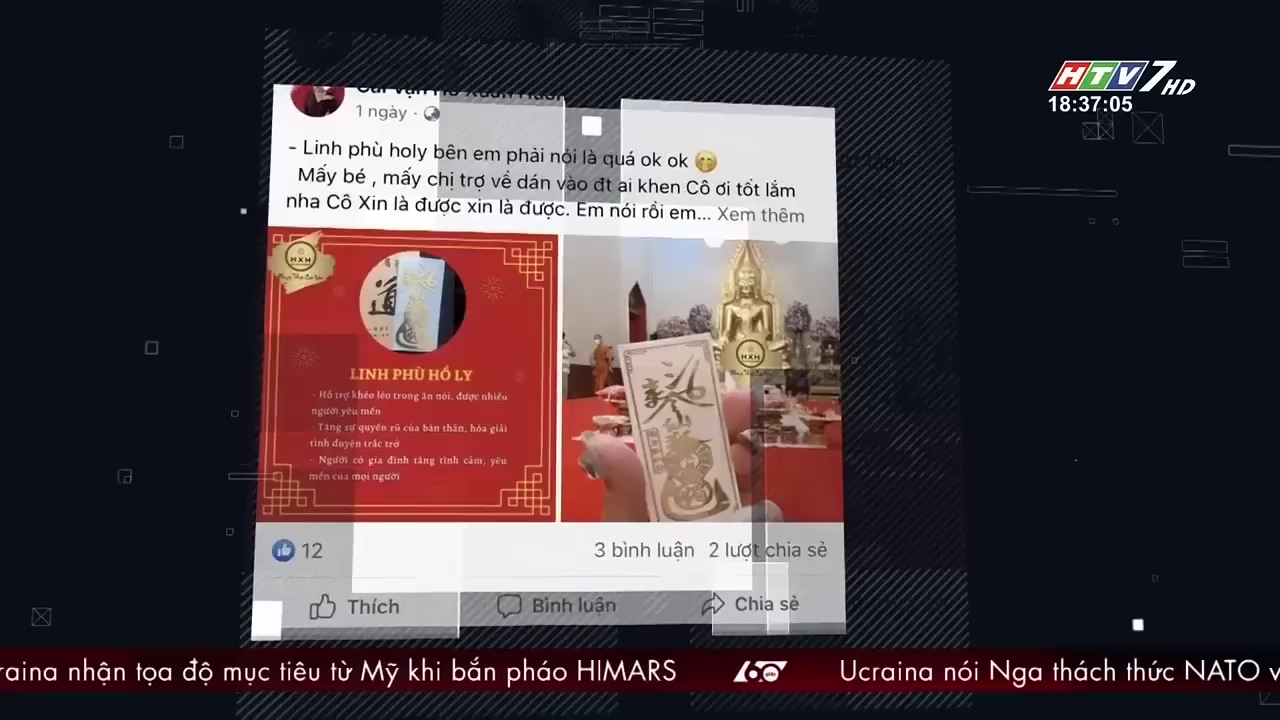 HTV7 HD
18:37:05
1 ngày ·
- Linh phù holy bên em phải nói là quá ok ok 🤭
Mấy bé , mấy chị trợ về dán vào đt ai khen Cô ơi tốt lắm
nha Cô Xin là được xin là được. Em nói rồi em... Xem thêm
MXH
道
LINH PHÙ HỒ LY
- Hỗ trợ khéo léo trong ăn nói, được nhiều
người yêu mến
- Tăng sự quyến rũ của bản thân, hóa giải
tình duyên trắc trở
- Người có gia đình tăng tình cảm, yêu
mến của mọi người
MXH
12
3 bình luận 2 lượt chia sẻ
Thích
Bình luận
Chia sẻ
craina nhận tọa độ mục tiêu từ Mỹ khi bắn pháo HIMARS
60 giây
Ucraina nói Nga thách thức NATO v